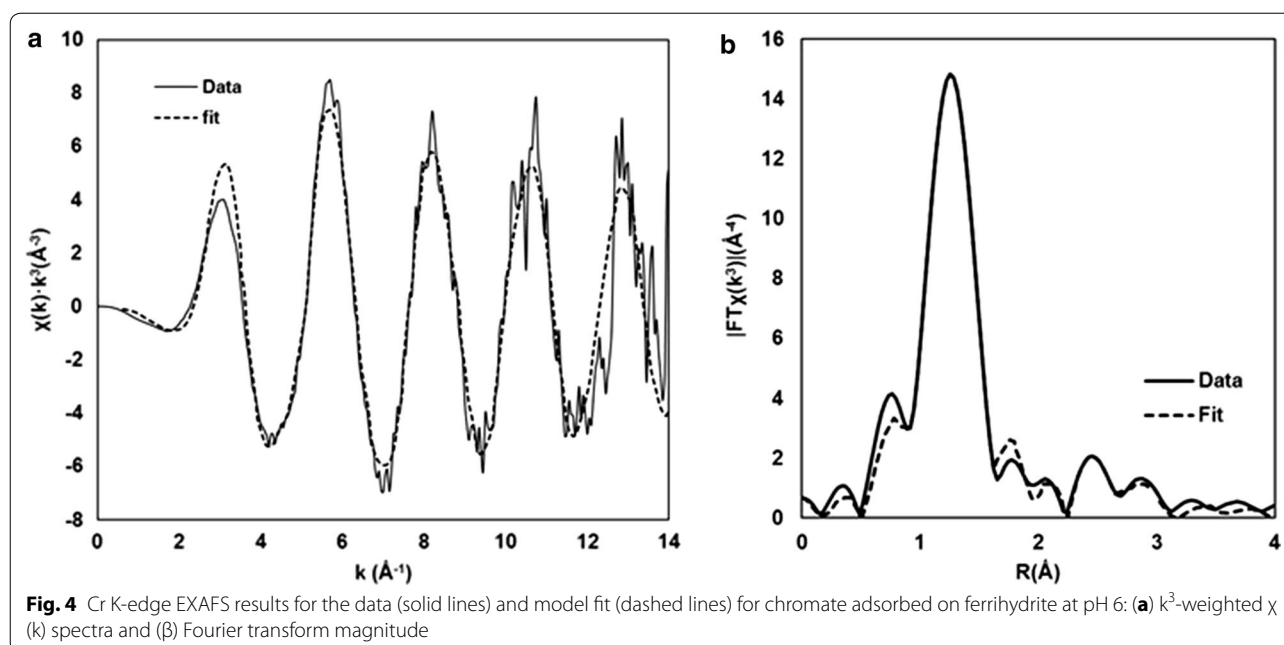 a
10
8
6
4
2
0
-2
-4
-6
-8
χ(k)·k³(Å⁻³)
Data
fit
0 2 4 6 8 10 12 14
k (Å⁻¹)
b
16
14
12
10
8
6
4
2
0
|FTχ(k³)|(Å⁻⁴)
Data
Fit
0 1 2 3 4
R(Å)
Fig. 4 Cr K-edge EXAFS results for the data (solid lines) and model fit (dashed lines) for chromate adsorbed on ferrihydrite at pH 6: (a) k³-weighted χ
(k) spectra and (β) Fourier transform magnitude